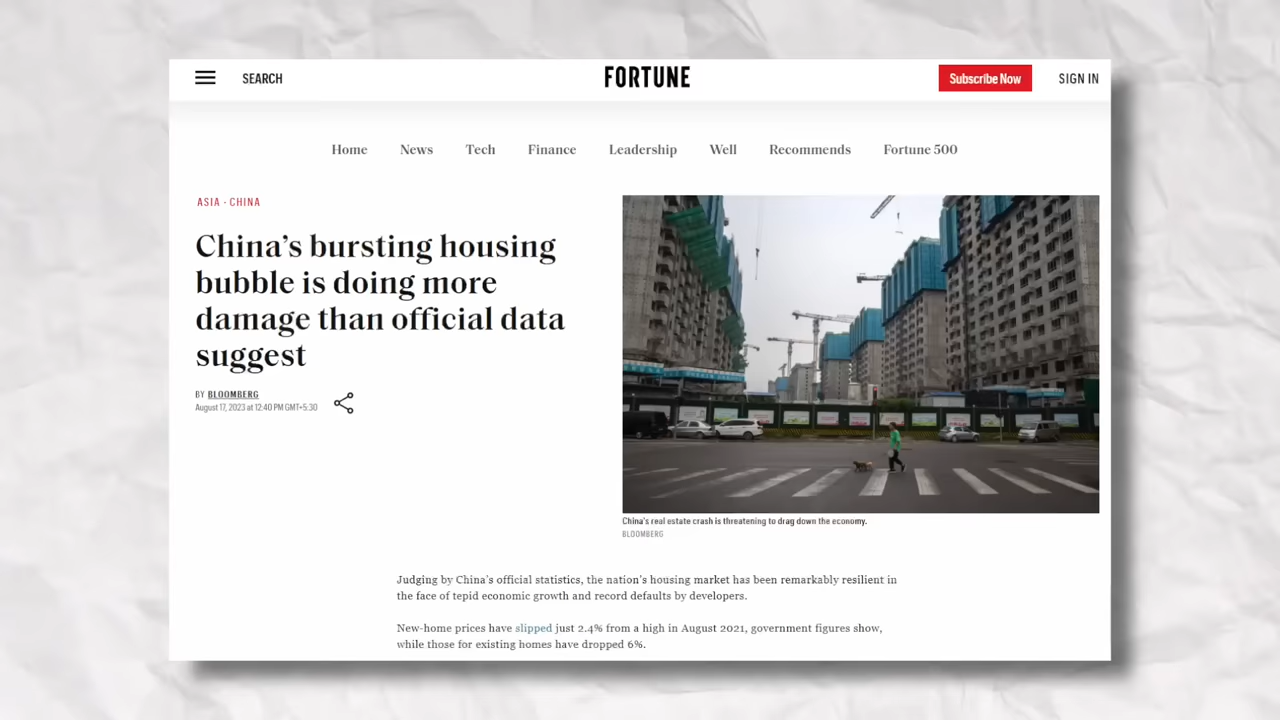 SEARCH
FORTUNE
Subscribe Now
SIGN IN
Home News Tech Finance Leadership Well Recommends Fortune 500
ASIA · CHINA
China’s bursting housing
bubble is doing more
damage than official data
suggest
BY BLOOMBERG
August 17, 2023 at 12:40 PM GMT+5:30
China's real estate crash is threatening to drag down the economy.
BLOOMBERG
Judging by China’s official statistics, the nation’s housing market has been remarkably resilient in
the face of tepid economic growth and record defaults by developers.
New-home prices have slipped just 2.4% from a high in August 2021, government figures show,
while those for existing homes have dropped 6%.